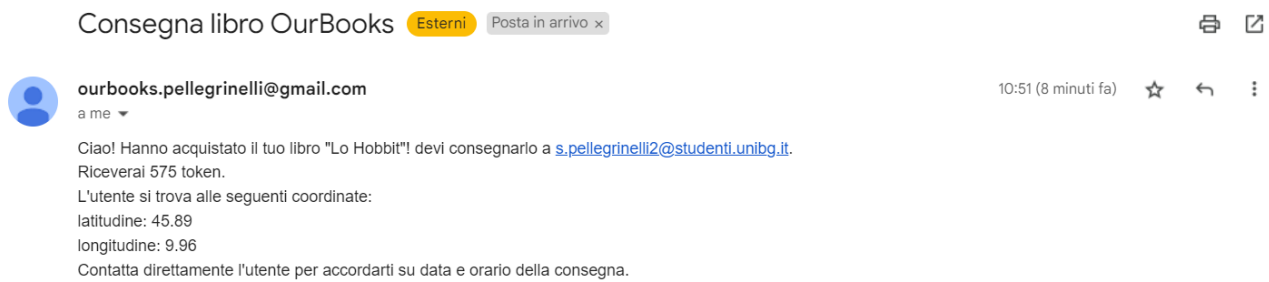 Consegna libro OurBooks Esterni Posta in arrivo ×
ourbooks.pellegrinelli@gmail.com 10:51 (8 minuti fa)
a me
Ciao! Hanno acquistato il tuo libro "Lo Hobbit"! devi consegnarlo a s.pellegrinelli2@studenti.unibg.it.
Riceverai 575 token.
L'utente si trova alle seguenti coordinate:
latitudine: 45.89
longitudine: 9.96
Contatta direttamente l'utente per accordarti su data e orario della consegna.